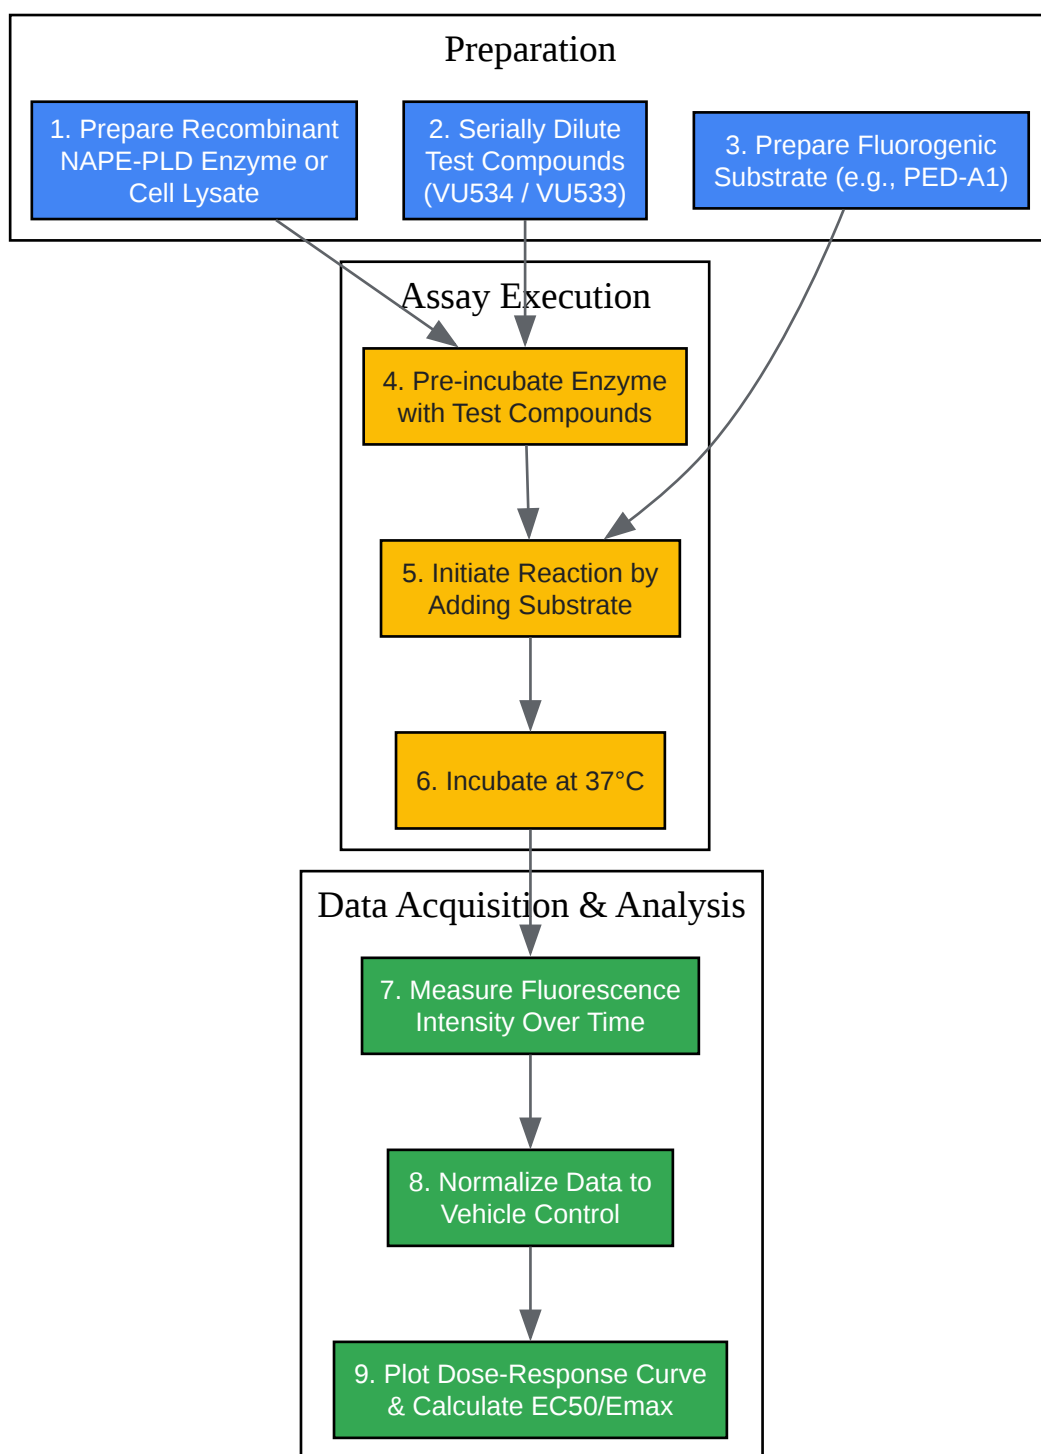 Preparation
1. Prepare Recombinant
NAPE-PLD Enzyme or
Cell Lysate
2. Serially Dilute
Test Compounds
(VU534 / VU533)
3. Prepare Fluorogenic
Substrate (e.g., PED-A1)
Assay Execution
4. Pre-incubate Enzyme
with Test Compounds
5. Initiate Reaction by
Adding Substrate
6. Incubate at 37°C
Data Acquisition & Analysis
7. Measure Fluorescence
Intensity Over Time
8. Normalize Data to
Vehicle Control
9. Plot Dose-Response Curve
& Calculate EC50/Emax